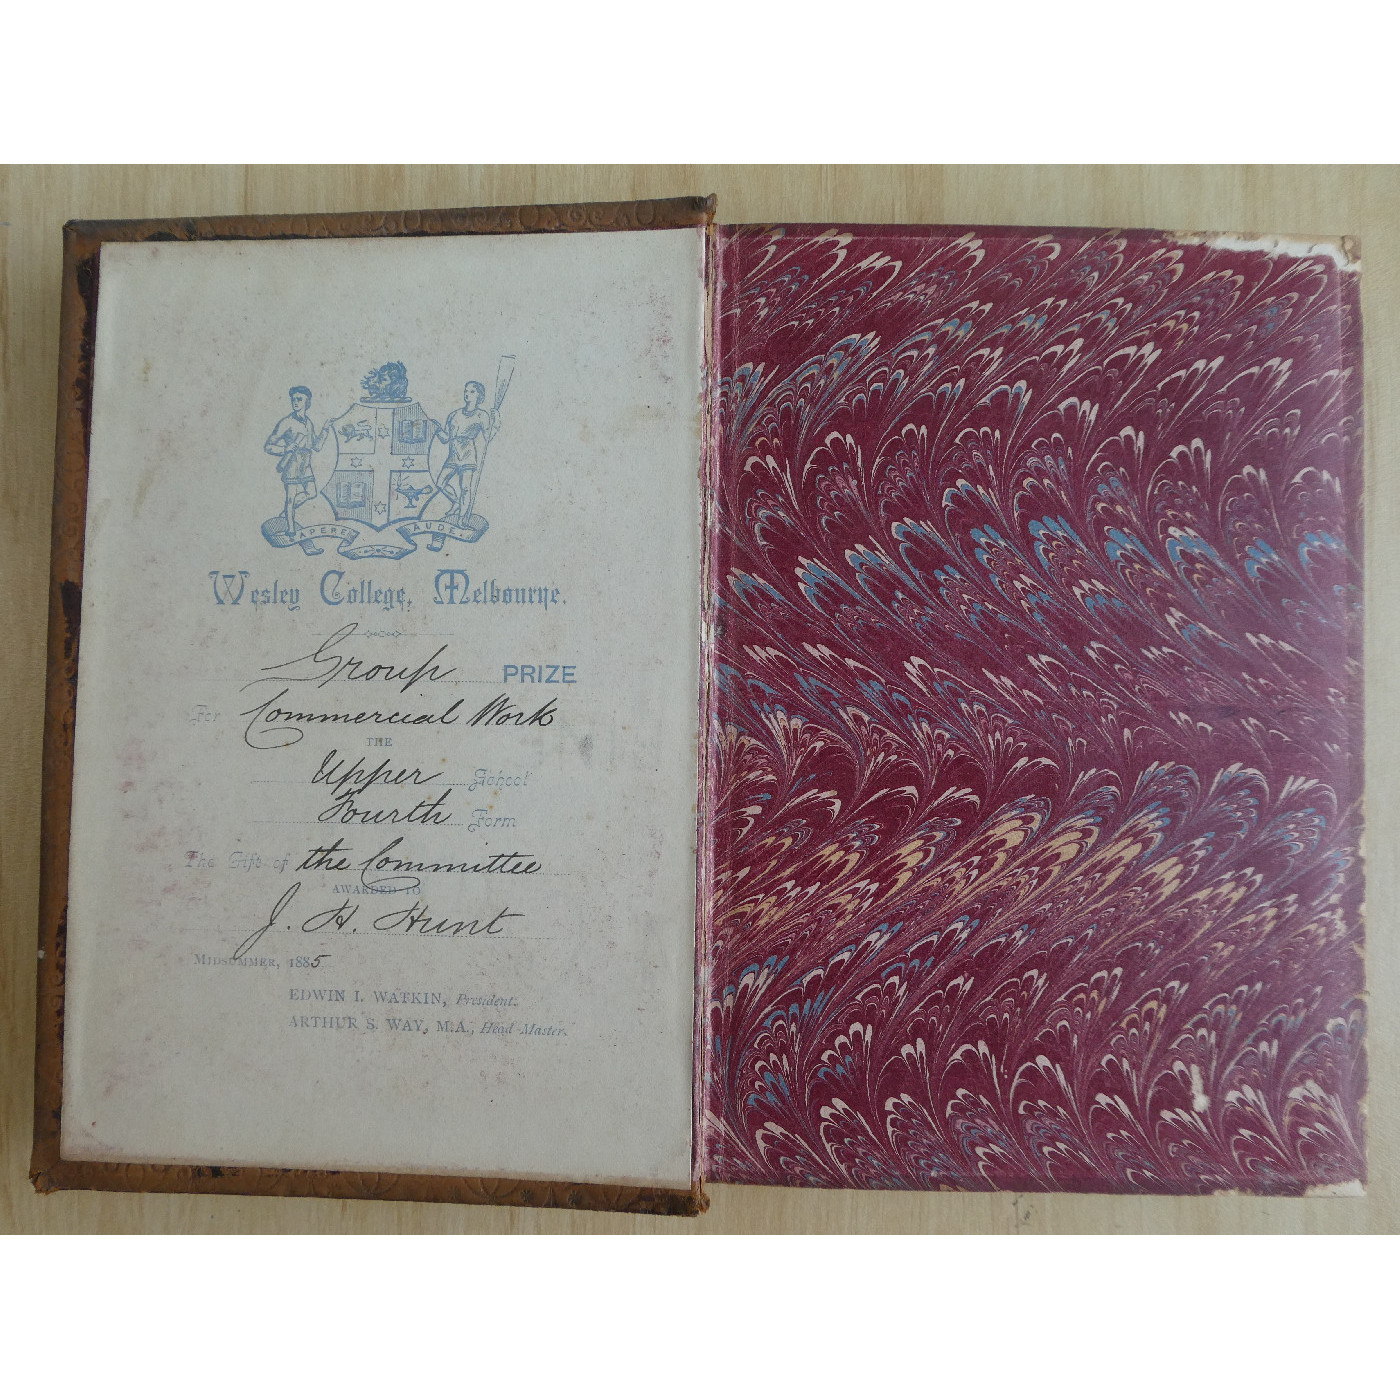 SAPERE AUDE
Wesley College, Melbourne.
Group PRIZE
For Commercial Work
THE
Upper School
Fourth Form
The Gift of the Committee
AWARDED TO
J. H. Hunt
MIDSUMMER, 1885
EDWIN I. WATKIN, President.
ARTHUR S. WAY, M.A., Head Master.